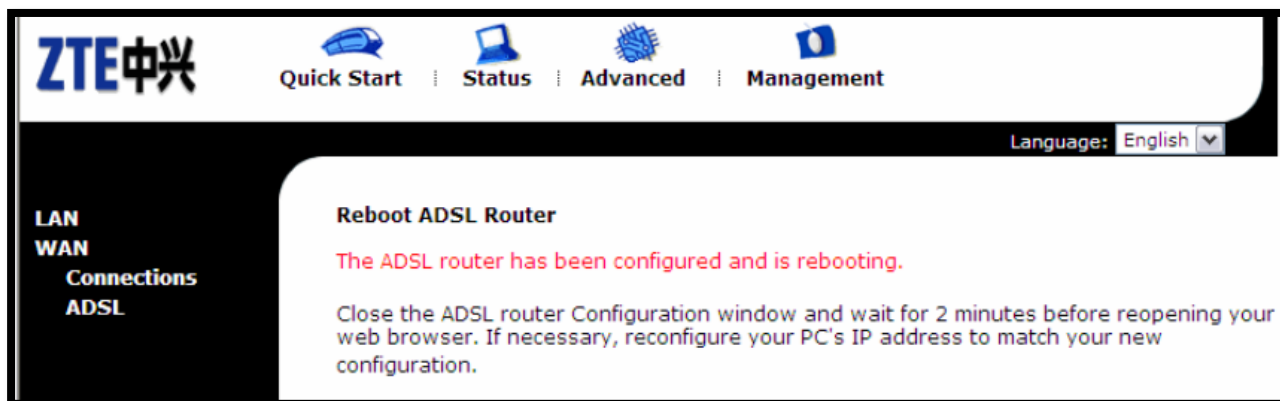 ZTE中兴
Quick Start
Status
Advanced
Management
Language: English
LAN
WAN
Connections
ADSL
Reboot ADSL Router
The ADSL router has been configured and is rebooting.
Close the ADSL router Configuration window and wait for 2 minutes before reopening your
web browser. If necessary, reconfigure your PC's IP address to match your new
configuration.